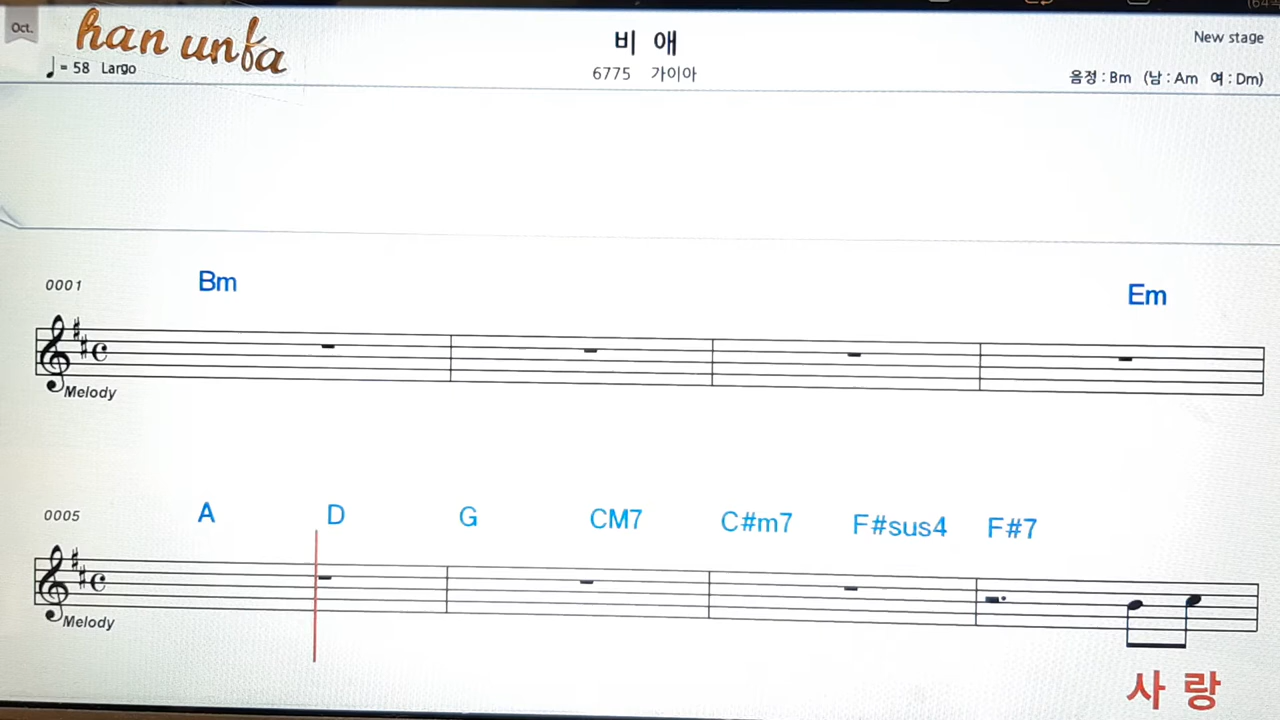 Oct.
han unfa
비 애
New stage
♩= 58 Largo
6775 가이아
음정 : Bm (남 : Am 여 : Dm)
0001
Bm
Em
Melody
0005
A D G CM7 C#m7 F#sus4 F#7
Melody
사 랑